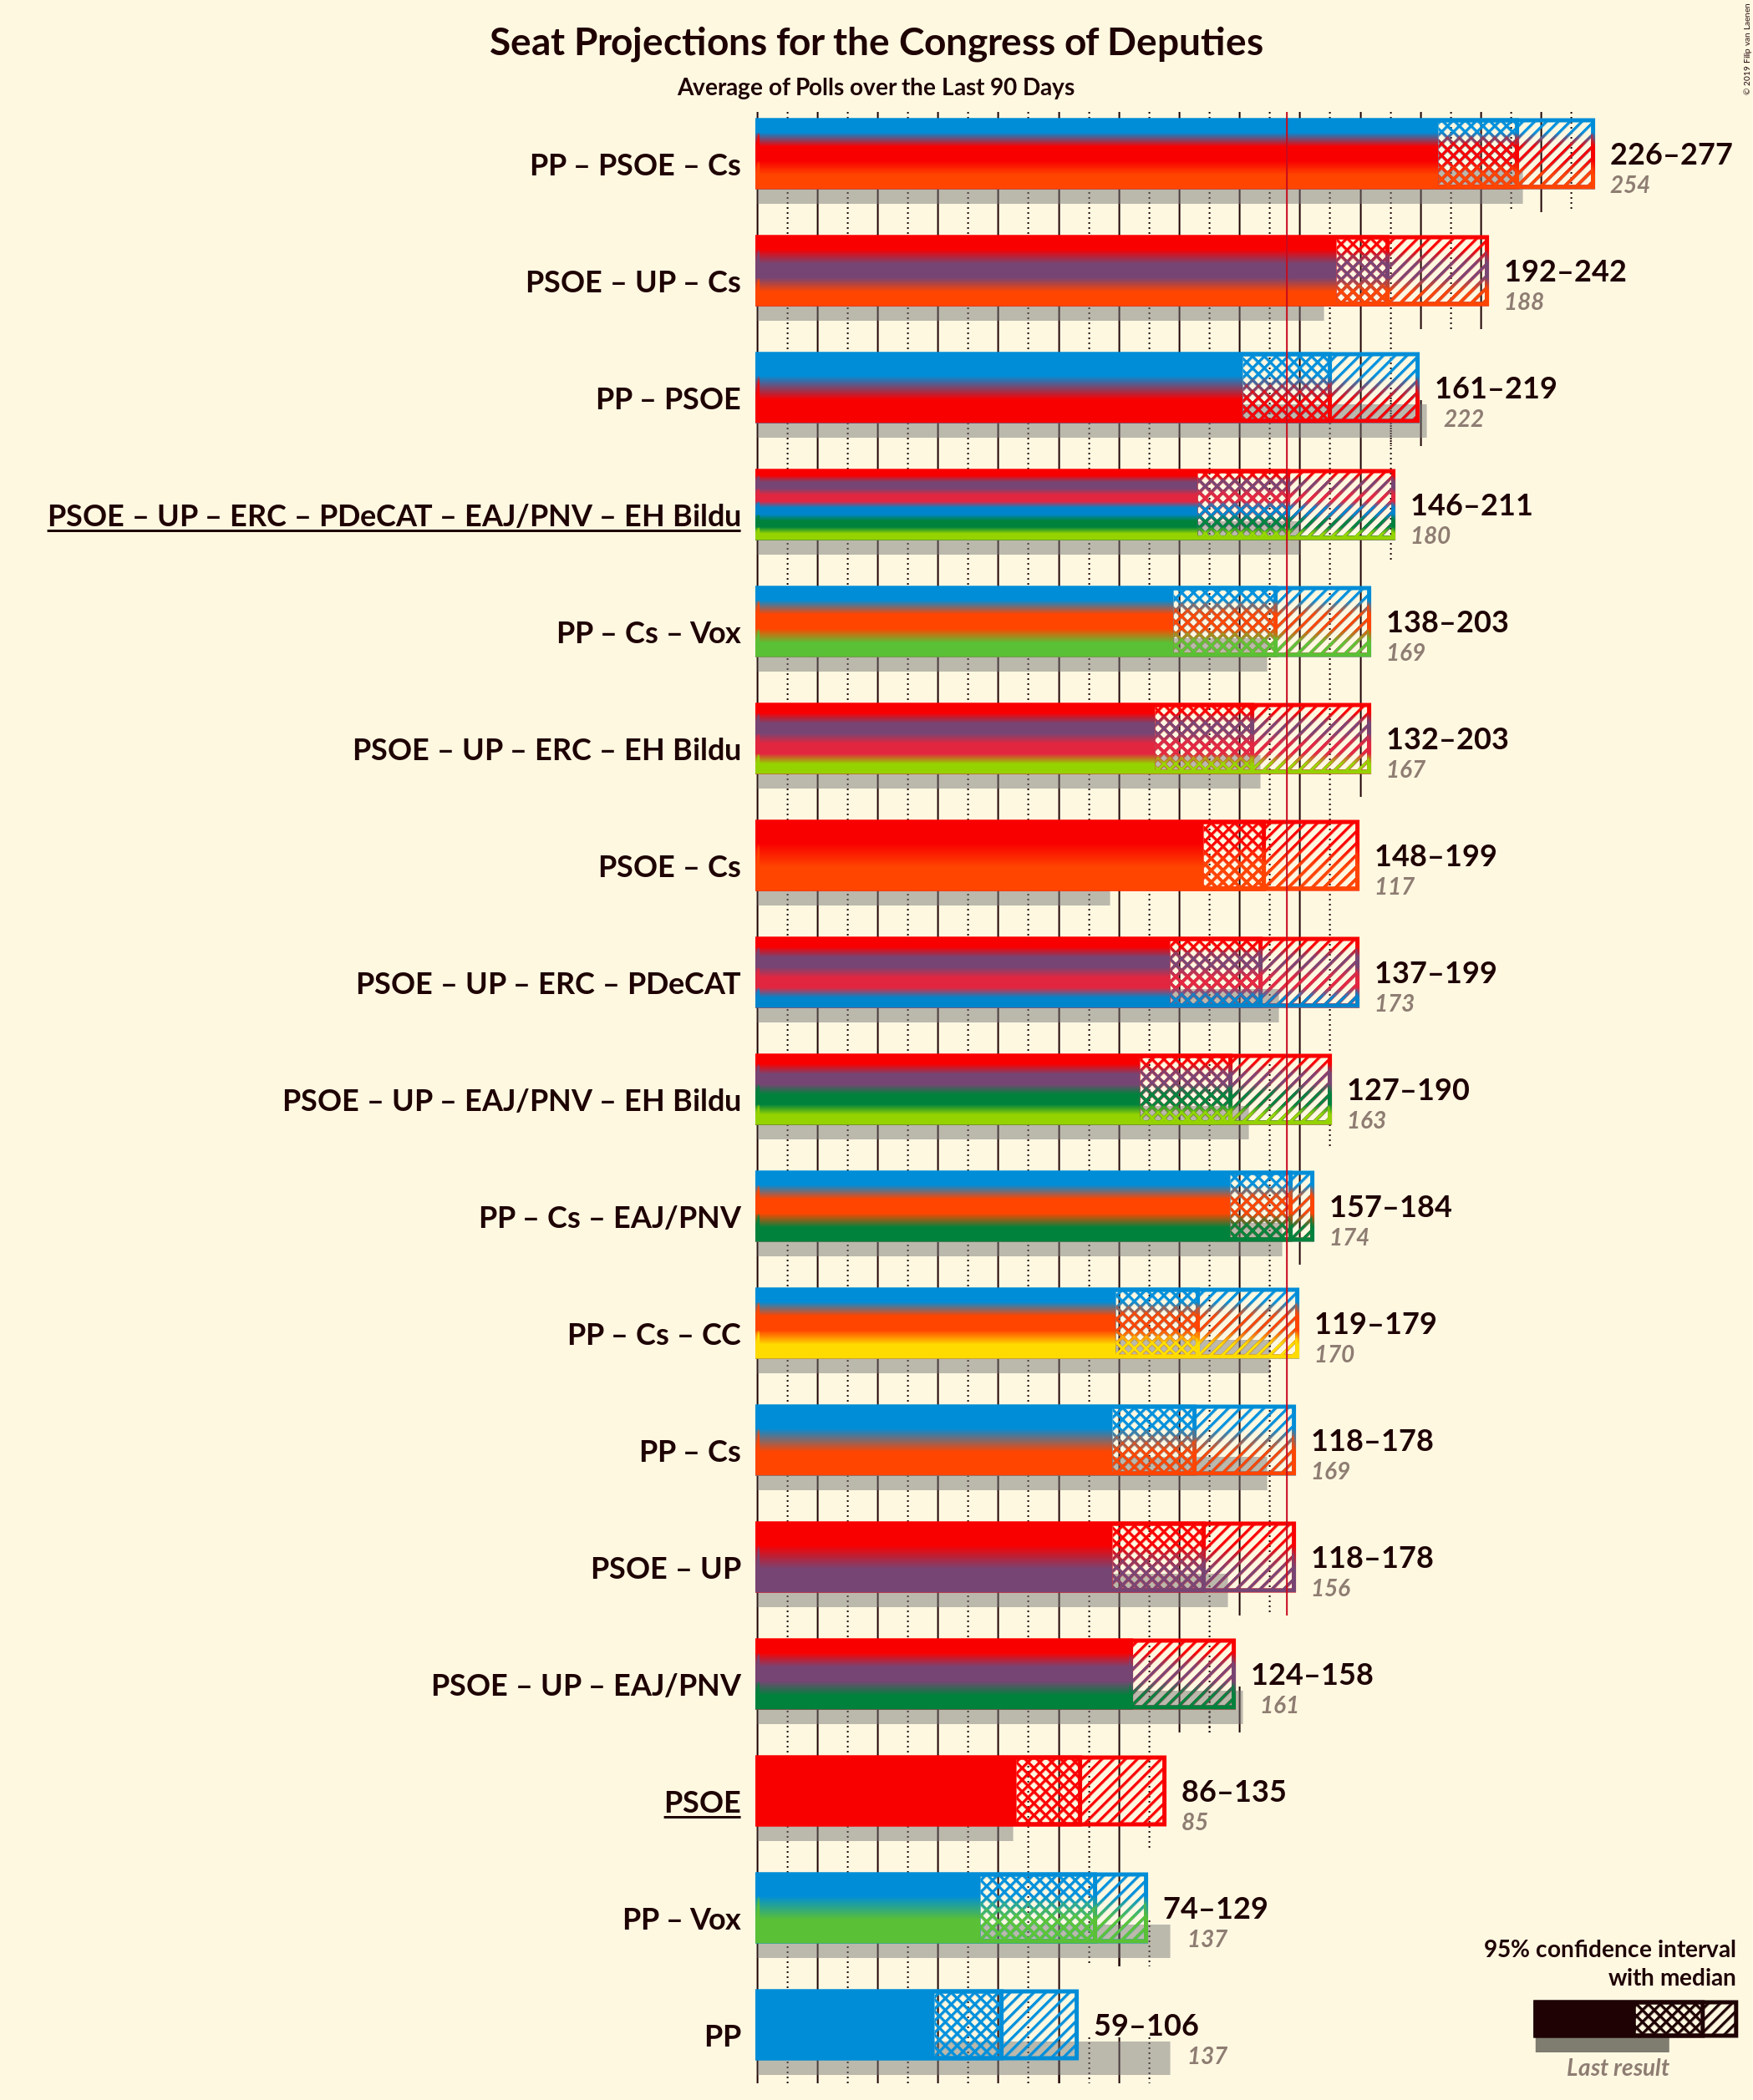 Seat Projections for the Congress of Deputies
Average of Polls over the Last 90 Days
© 2019 Filip van Laenen
PP – PSOE – Cs
226–277
254
PSOE – UP – Cs
192–242
188
PP – PSOE
161–219
222
PSOE – UP – ERC – PDeCAT – EAJ/PNV – EH Bildu
146–211
180
PP – Cs – Vox
138–203
169
PSOE – UP – ERC – EH Bildu
132–203
167
PSOE – Cs
148–199
117
PSOE – UP – ERC – PDeCAT
137–199
173
PSOE – UP – EAJ/PNV – EH Bildu
127–190
163
PP – Cs – EAJ/PNV
157–184
174
PP – Cs – CC
119–179
170
PP – Cs
118–178
169
PSOE – UP
118–178
156
PSOE – UP – EAJ/PNV
124–158
161
PSOE
86–135
85
PP – Vox
74–129
137
PP
59–106
137
95% confidence interval
with median
Last result